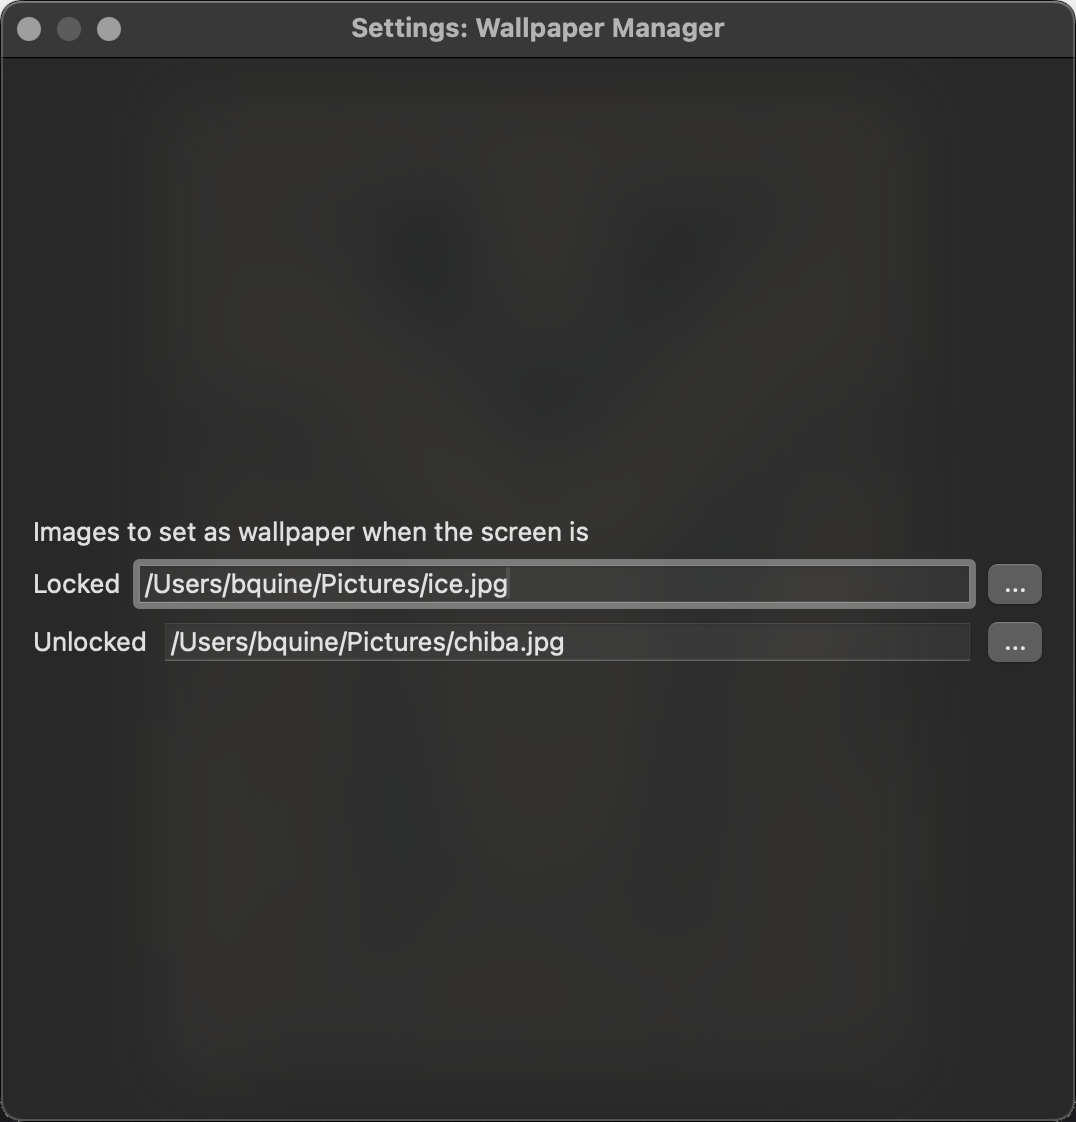 Settings: Wallpaper Manager
Images to set as wallpaper when the screen is
Locked /Users/bquine/Pictures/ice.jpg ...
Unlocked /Users/bquine/Pictures/chiba.jpg ...